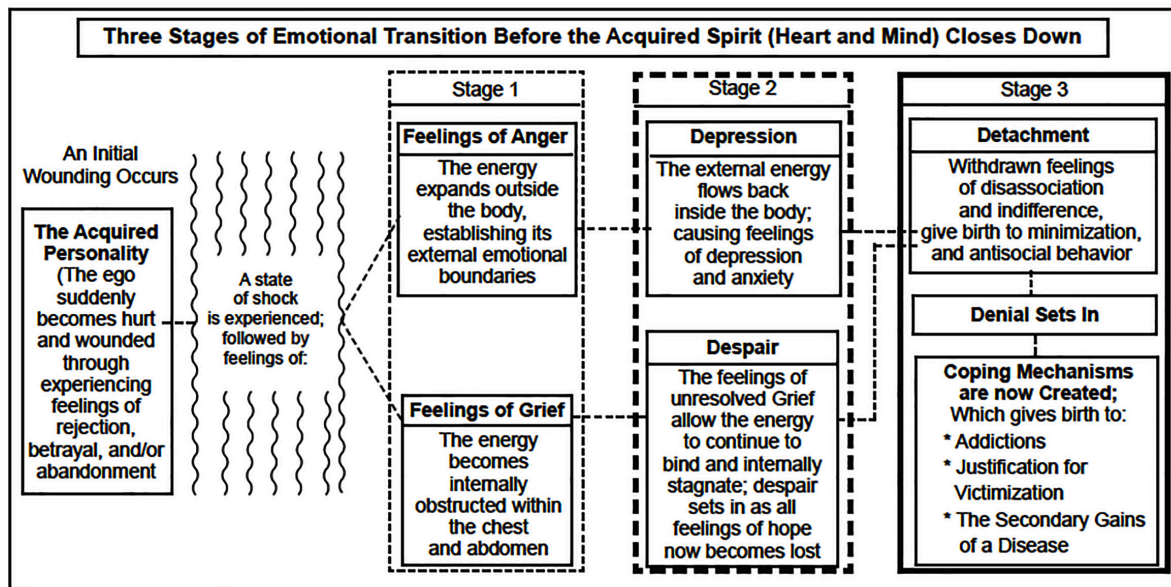 Three Stages of Emotional Transition Before the Acquired Spirit (Heart and Mind) Closes Down
An Initial
Wounding Occurs
The Acquired
Personality
(The ego
suddenly
becomes hurt
and wounded
through
experiencing
feelings of
rejection,
betrayal, and/or
abandonment
A state
of shock
is experienced;
followed by
feelings of:
Stage 1
Feelings of Anger
The energy
expands outside
the body,
establishing its
external emotional
boundaries
Feelings of Grief
The energy
becomes
internally
obstructed within
the chest
and abdomen
Stage 2
Depression
The external energy
flows back
inside the body;
causing feelings
of depression
and anxiety
Despair
The feelings of
unresolved Grief
allow the energy
to continue to
bind and internally
stagnate; despair
sets in as all
feelings of hope
now becomes lost
Stage 3
Detachment
Withdrawn feelings
of disassociation
and indifference,
give birth to minimization,
and antisocial behavior
Denial Sets In
Coping Mechanisms
are now Created;
Which gives birth to:
* Addictions
* Justification for
Victimization
* The Secondary Gains
of a Disease